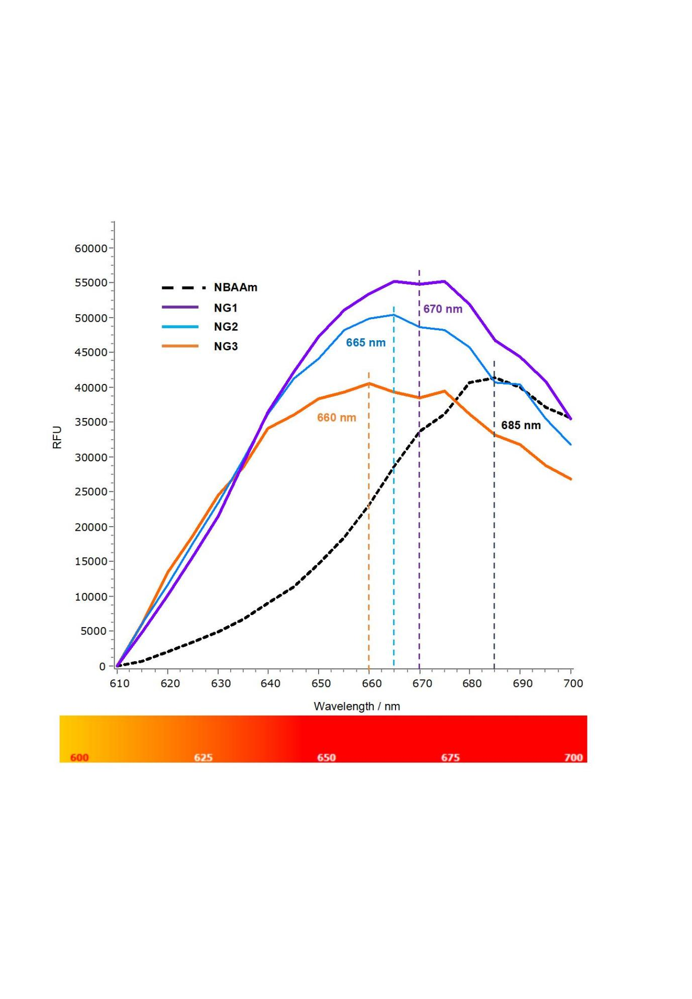 60000
55000
50000
45000
40000
35000
30000
25000
20000
15000
10000
5000
0
RFU
NBAAm
NG1
NG2
NG3
670 nm
665 nm
660 nm
685 nm
610 620 630 640 650 660 670 680 690 700
Wavelength / nm
600 625 650 675 700